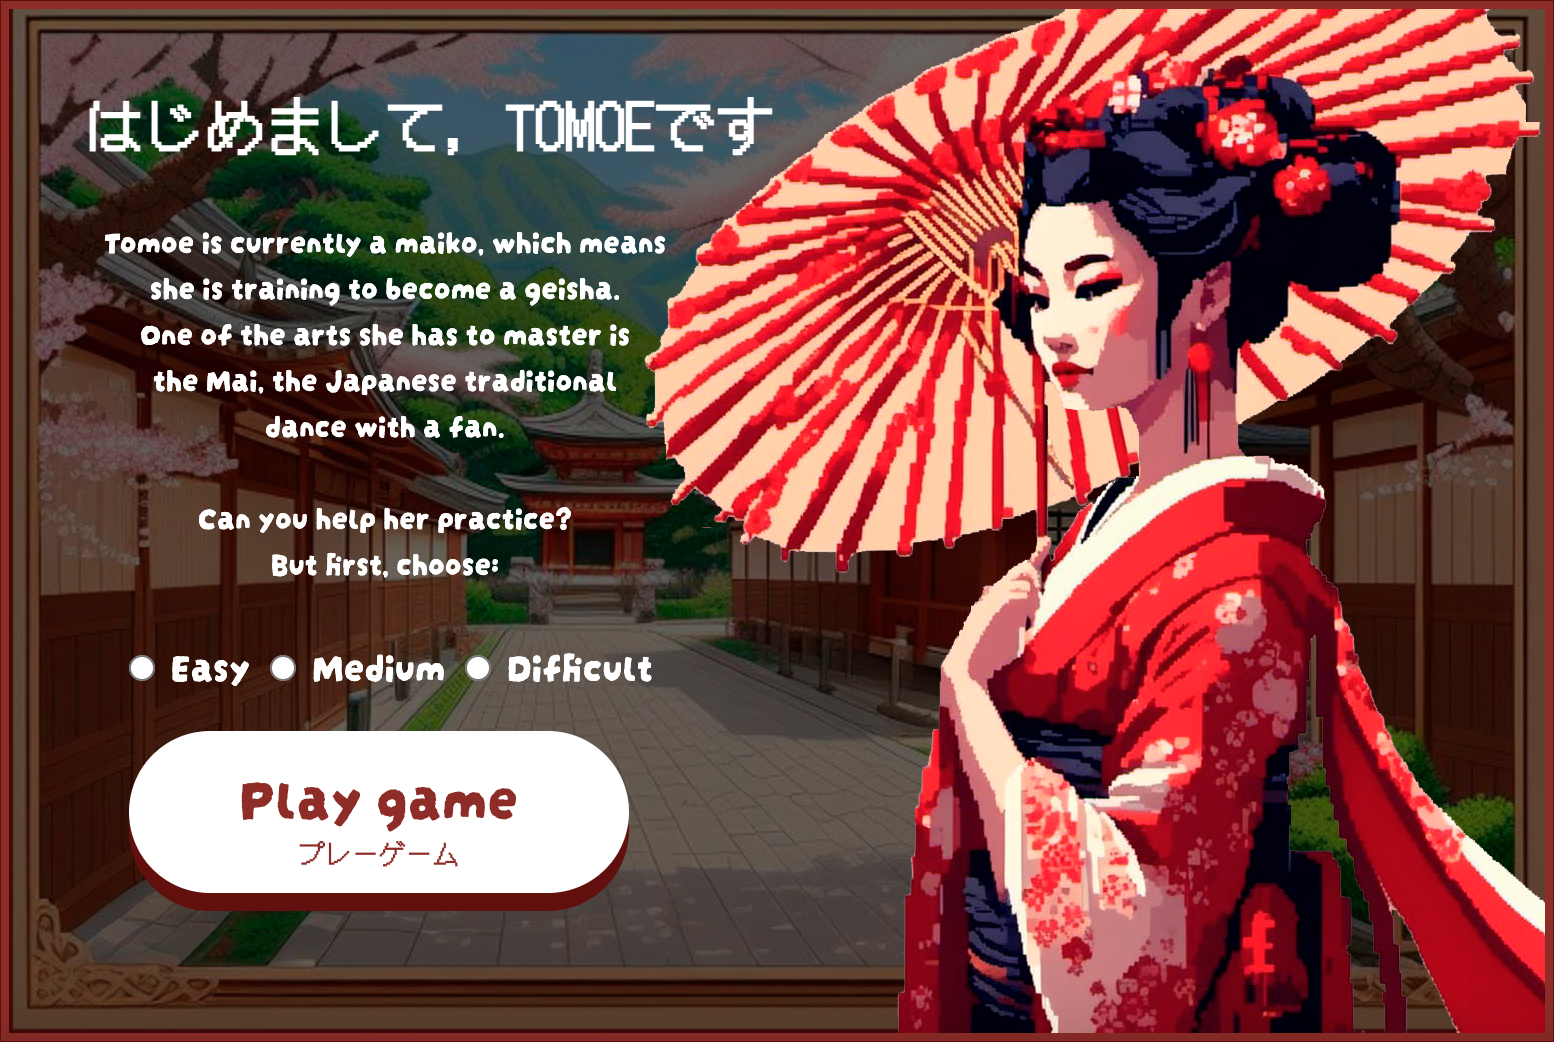 はじめまして, TOMOEです
Tomoe is currently a maiko, which means
she is training to become a geisha.
One of the arts she has to master is
the Mai, the Japanese traditional
dance with a fan.
Can you help her practice?
But first, choose:
Easy Medium Difficult
Play game
プレーゲーム